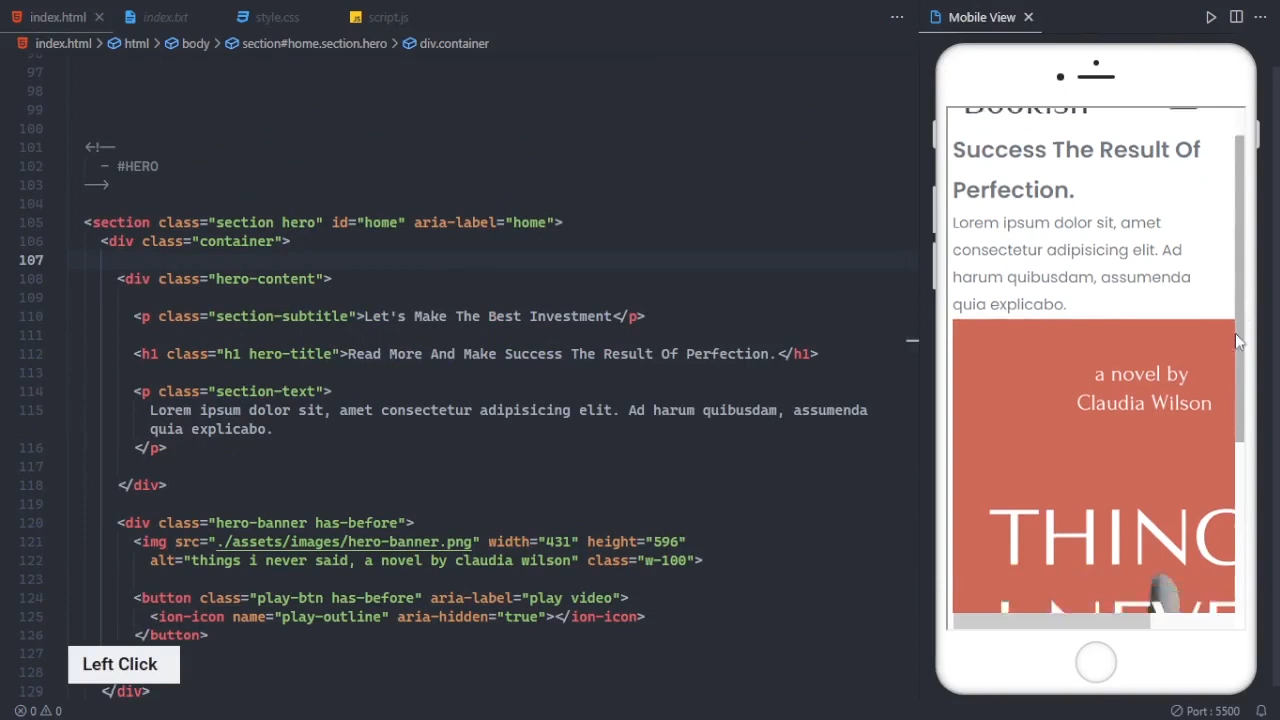 index.html
index.txt
style.css
script.js
Mobile View
index.html > html > body > section#home.section.hero > div.container
97
98
99
100
101 <!--
102 - #HERO
103 -->
104
105 <section class="section hero" id="home" aria-label="home">
106 <div class="container">
107
108 <div class="hero-content">
109
110 <p class="section-subtitle">Let's Make The Best Investment</p>
111
112 <h1 class="h1 hero-title">Read More And Make Success The Result Of Perfection.</h1>
113
114 <p class="section-text">
115 Lorem ipsum dolor sit, amet consectetur adipisicing elit. Ad harum quibusdam, assumenda
quia explicabo.
116 </p>
117
118 </div>
119
120 <div class="hero-banner has-before">
121 <img src="./assets/images/hero-banner.png" width="431" height="596"
122 alt="things i never said, a novel by claudia wilson" class="w-100">
123
124 <button class="play-btn has-before" aria-label="play video">
125 <ion-icon name="play-outline" aria-hidden="true"></ion-icon>
126 </button>
127
128
129 </div>
Left Click
0 0
Port : 5500
Bookish
Success The Result Of
Perfection.
Lorem ipsum dolor sit, amet
consectetur adipisicing elit. Ad
harum quibusdam, assumenda
quia explicabo.
a novel by
Claudia Wilson
THING
I NEVE